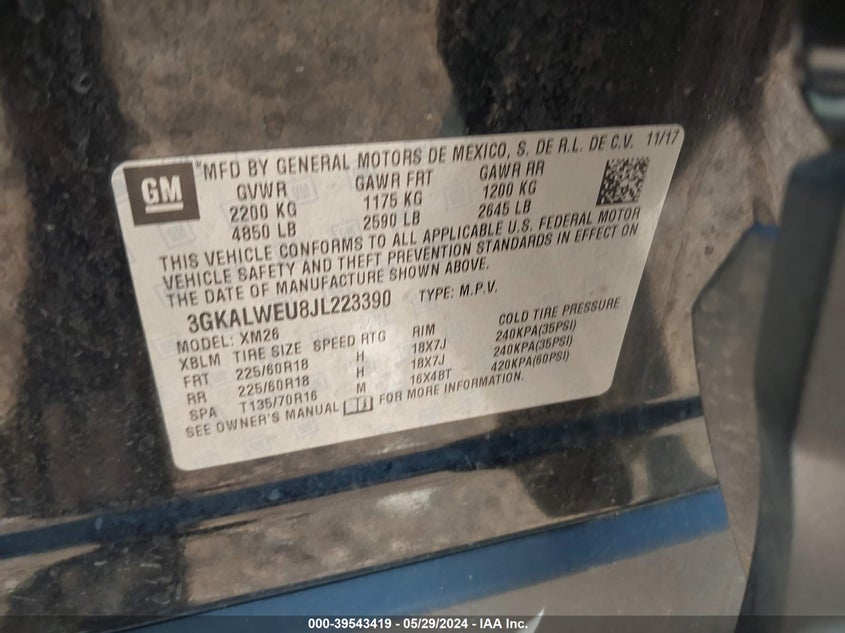 GM
"MFD BY GENERAL MOTORS DE MEXICO, S. DE R.L. DE C.V. 11/17
GVWR GAWR FRT GAWR RR
2200 KG 1175 KG 1200 KG
4850 LB 2590 LB 2645 LB
THIS VEHICLE CONFORMS TO ALL APPLICABLE U.S. FEDERAL MOTOR
VEHICLE SAFETY AND THEFT PREVENTION STANDARDS IN EFFECT ON
THE DATE OF MANUFACTURE SHOWN ABOVE.
3GKALWEU8JL223390 TYPE: M.P.V.
MODEL: XM26
XBLM TIRE SIZE SPEED RTG RIM COLD TIRE PRESSURE
FRT 225/60R18 H 18X7J 240KPA(35PSI)
RR 225/60R18 H 18X7J 240KPA(35PSI)
SPA T135/70R16 M 16X4BT 420KPA(60PSI)
SEE OWNER'S MANUAL FOR MORE INFORMATION.
000-39543419 - 05/29/2024 - IAA Inc.